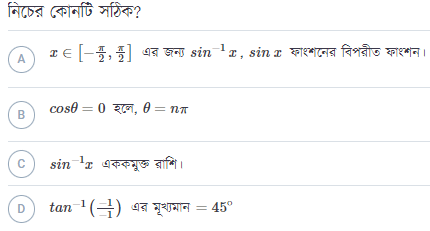 নিচের কোনটি সঠিক?
A x ∈ [−π/2, π/2] এর জন্য sin⁻¹x , sin x ফাংশনের বিপরীত ফাংশন।
B cosθ = 0 হলে, θ = nπ
C sin⁻¹x এককমুক্ত রাশি।
D tan⁻¹(−1/−1) এর মূখ্যমান = 45°